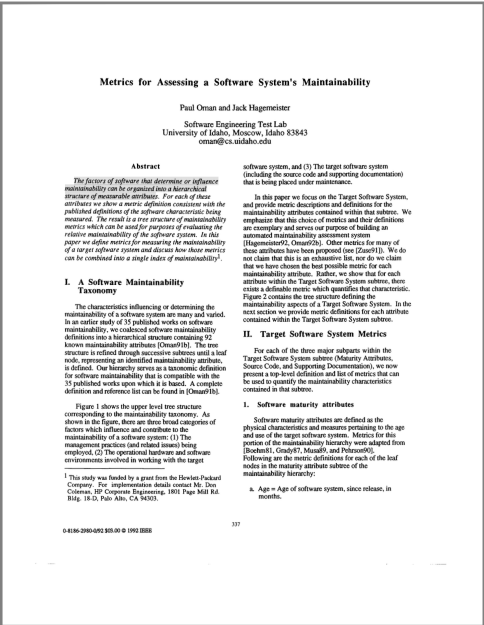 Metrics for Assessing a Software System's Maintainability
Paul Oman and Jack Hagemeister
Software Engineering Test Lab
University of Idaho, Moscow, Idaho 83843
oman@cs.uidaho.edu
Abstract
The factors of software that determine or influence
maintainability can be organized into a hierarchical
structure of measurable attributes. For each of these
attributes we show a metric definition consistent with the
published definitions of the software characteristic being
measured. The result is a tree structure of maintainability
metrics which can be used for purposes of evaluating the
relative maintainability of the software system. In this
paper we define metrics for measuring the maintainability
of a target software system and discuss how those metrics
can be combined into a single index of maintainability1.
I. A Software Maintainability
Taxonomy
The characteristics influencing or determining the
maintainability of a software system are many and varied.
In an earlier study of 35 published works on software
maintainability, we coalesced software maintainability
definitions into a hierarchical structure containing 92
known maintainability attributes [Oman91b]. The tree
structure is refined through successive subtrees until a leaf
node, representing an identified maintainability attribute,
is defined. Our hierarchy serves as a taxonomic definition
for software maintainability that is compatible with the
35 published works upon which it is based. A complete
definition and reference list can be found in [Oman91b].
Figure 1 shows the upper level tree structure
corresponding to the maintainability taxonomy. As
shown in the figure, there are three broad categories of
factors which influence and contribute to the
maintainability of a software system: (1) The
management practices (and related issues) being
employed, (2) The operational hardware and software
environments involved in working with the target
1 This study was funded by a grant from the Hewlett-Packard
Company. For implementation details contact Mr. Don
Coleman, HP Corporate Engineering, 1801 Page Mill Rd.
Bldg. 18-D, Palo Alto, CA 94303.
software system, and (3) The target software system
(including the source code and supporting documentation)
that is being placed under maintenance.
In this paper we focus on the Target Software System,
and provide metric descriptions and definitions for the
maintainability attributes contained within that subtree. We
emphasize that this choice of metrics and their definitions
are exemplary and serves our purpose of building an
automated maintainability assessment system
[Hagemeister92, Oman92b]. Other metrics for many of
these attributes have been proposed (see [Zuse91]). We do
not claim that this is an exhaustive list, nor do we claim
that we have chosen the best possible metric for each
maintainability attribute. Rather, we show that for each
attribute within the Target Software System subtree, there
exists a definable metric which quantifies that characteristic.
Figure 2 contains the tree structure defining the
maintainability aspects of a Target Software System. In the
next section we provide metric definitions for each attribute
contained within the Target Software System subtree.
II. Target Software System Metrics
For each of the three major subparts within the
Target Software System subtree (Maturity Attributes,
Source Code, and Supporting Documentation), we now
present a top-level definition and list of metrics that can
be used to quantify the maintainability characteristics
contained in that subtree.
1. Software maturity attributes
Software maturity attributes are defined as the
physical characteristics and measures pertaining to the age
and use of the target software system. Metrics for this
portion of the maintainability hierarchy were adapted from
[Boehm81, Grady87, Musa89, and Pehrson90].
Following are the metric definitions for each of the leaf
nodes in the maturity attribute subtree of the
maintainability hierarchy:
a. Age = Age of software system, since release, in
months.
337
0-8186-2980-0/92 $03.00 © 1992 IEEE